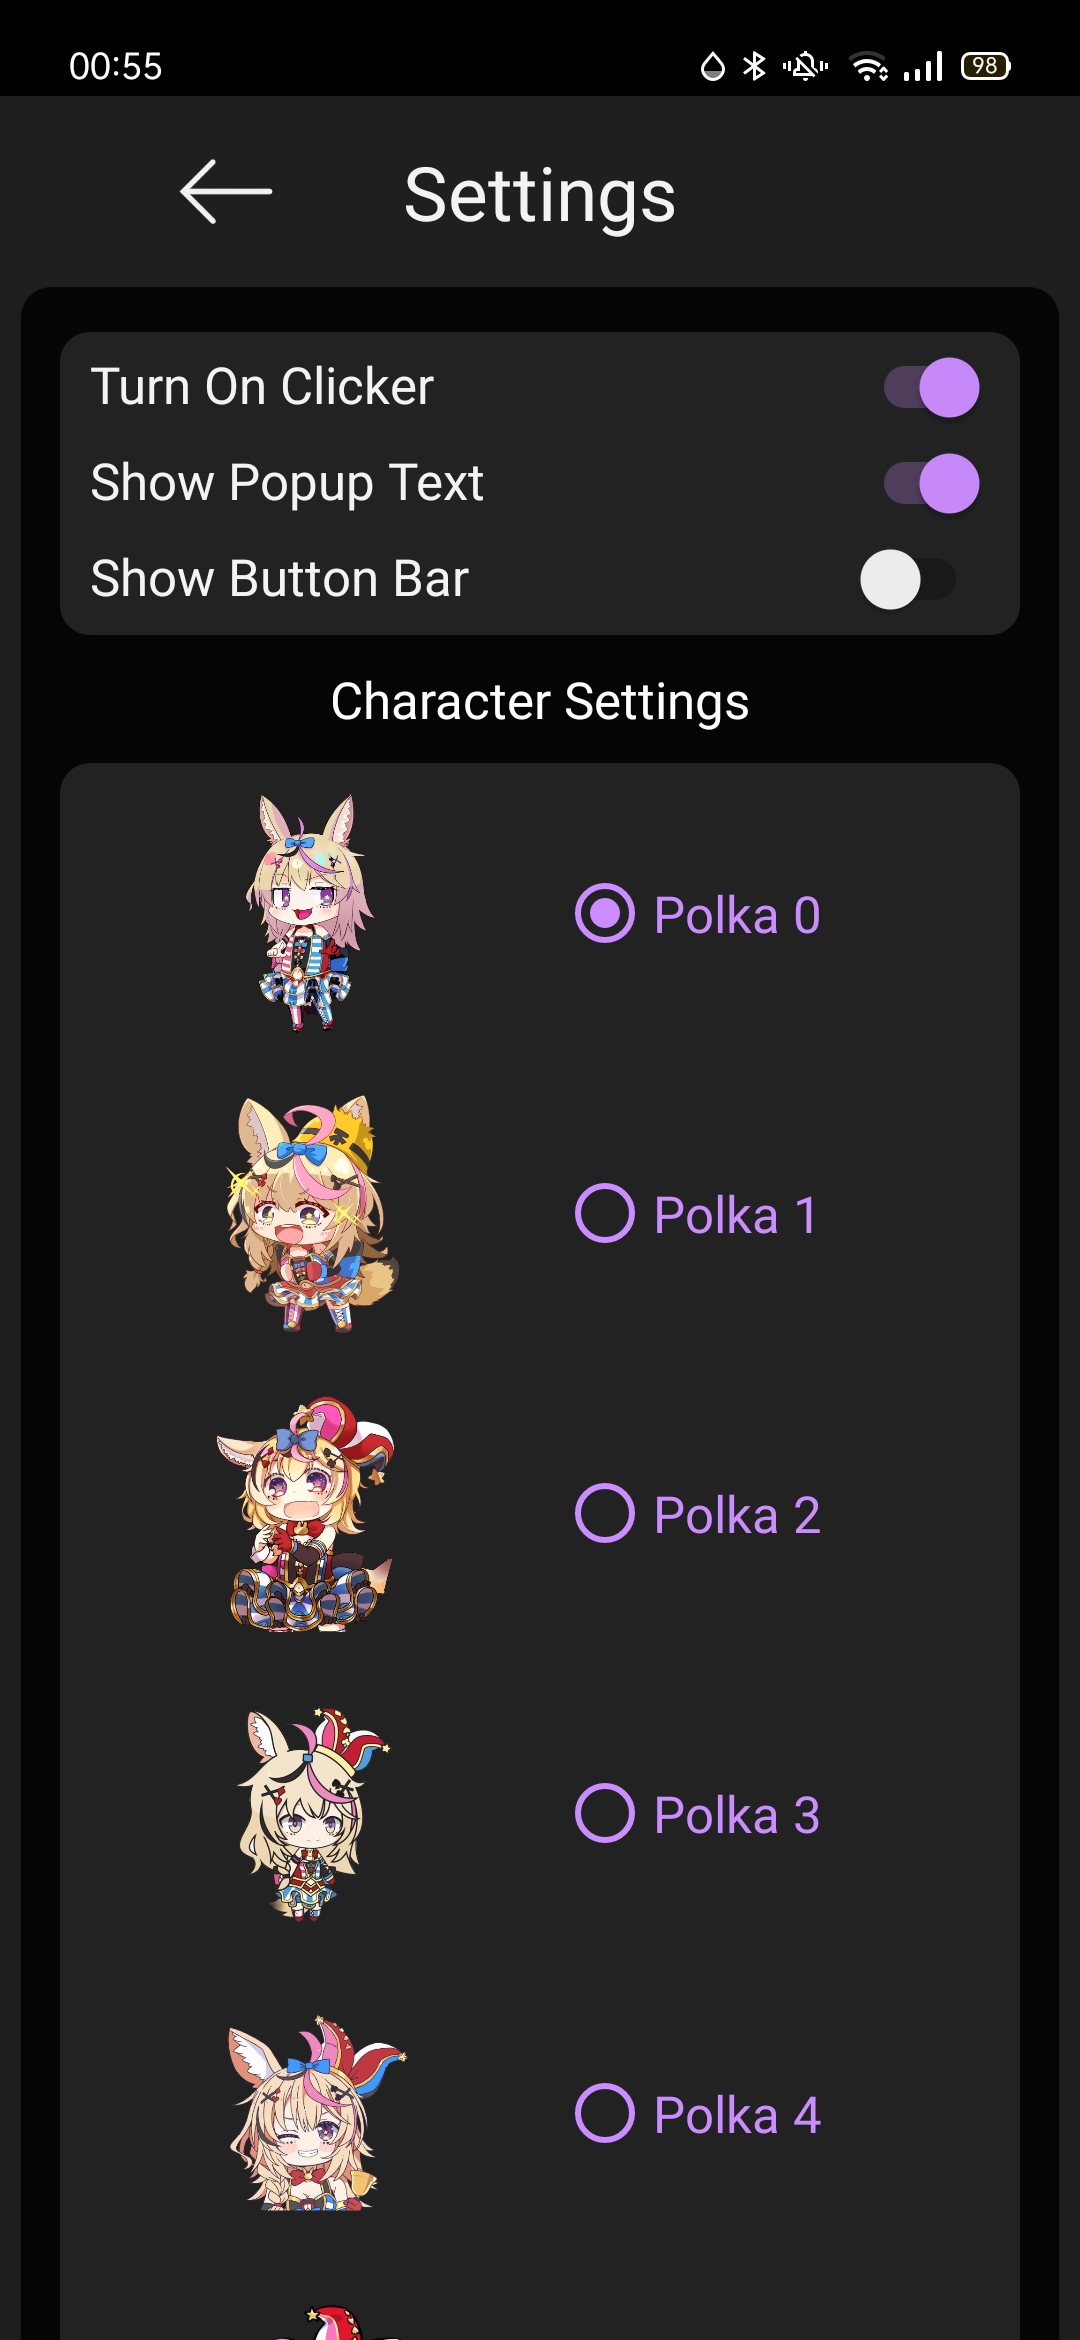 00:55
98
Settings
Turn On Clicker
Show Popup Text
Show Button Bar
Character Settings
Polka 0
Polka 1
Polka 2
Polka 3
Polka 4